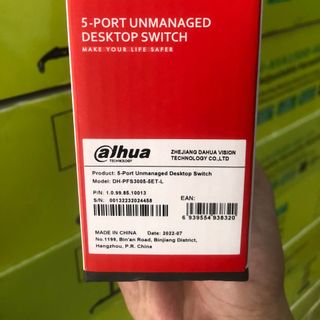 5-PORT UNMANAGED
DESKTOP SWITCH
MAKE YOUR LIFE SAFER
alhua
TECHNOLOGY
ZHEJIANG DAHUA VISION
TECHNOLOGY CO., LTD
Product: 5-Port Unmanaged Desktop Switch
Model: DH-PFS3005-5ET-L
P/N: 1.0.99.85.10013
S/N: 00132232024458
EAN:
6 939554 938320
MADE IN CHINA Date: 2022-07
No.1199, Bin'an Road, Binjiang District,
Hangzhou, P.R. China